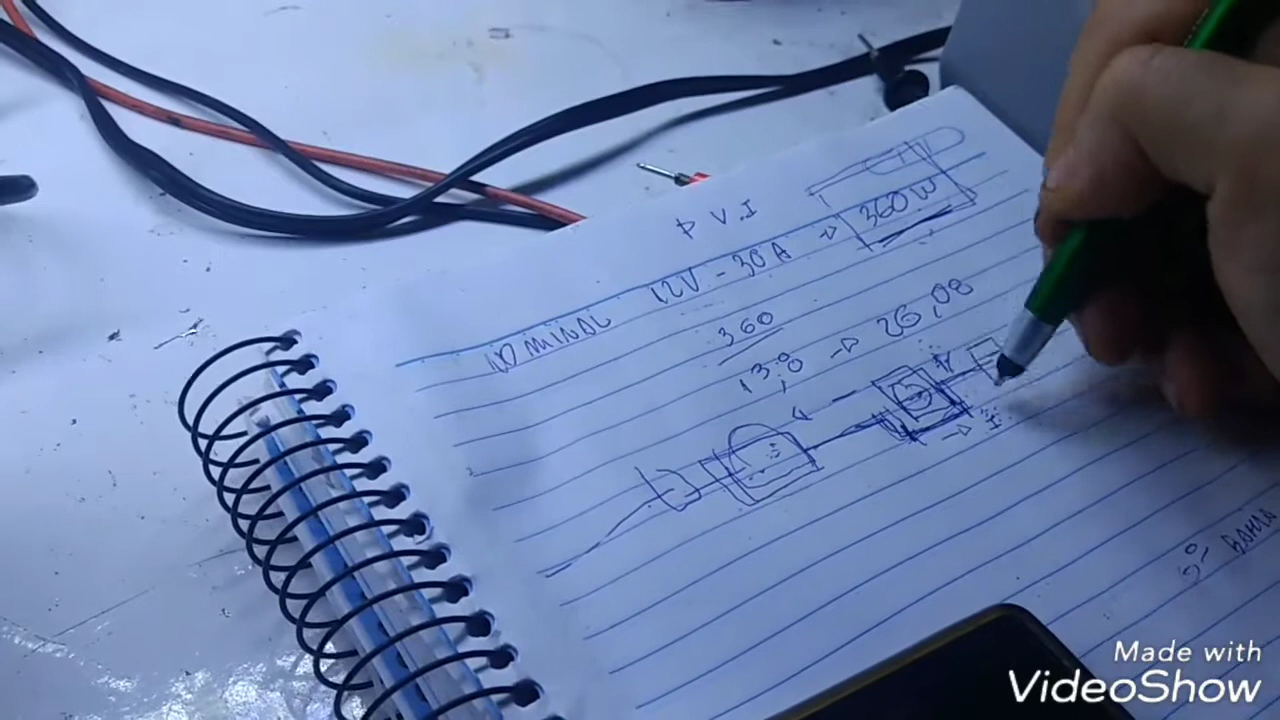 P V.I
NOMINAL 12V - 30A → 360W
360
13,8 → 26,08
Made with
VideoShow